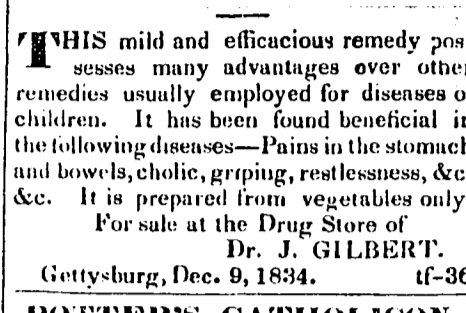 THIS mild and efficacious remedy pos
sesses many advantages over othe
remedies usually employed for diseases o
children. It has been found beneficial i
the following diseases—Pains in the stomach
and bowels, cholic, griping, restlessness, &c
&c. It is prepared from vegetables only
For sale at the Drug Store of
Dr. J. GILBERT.
Gettysburg, Dec. 9, 1834. tf-36